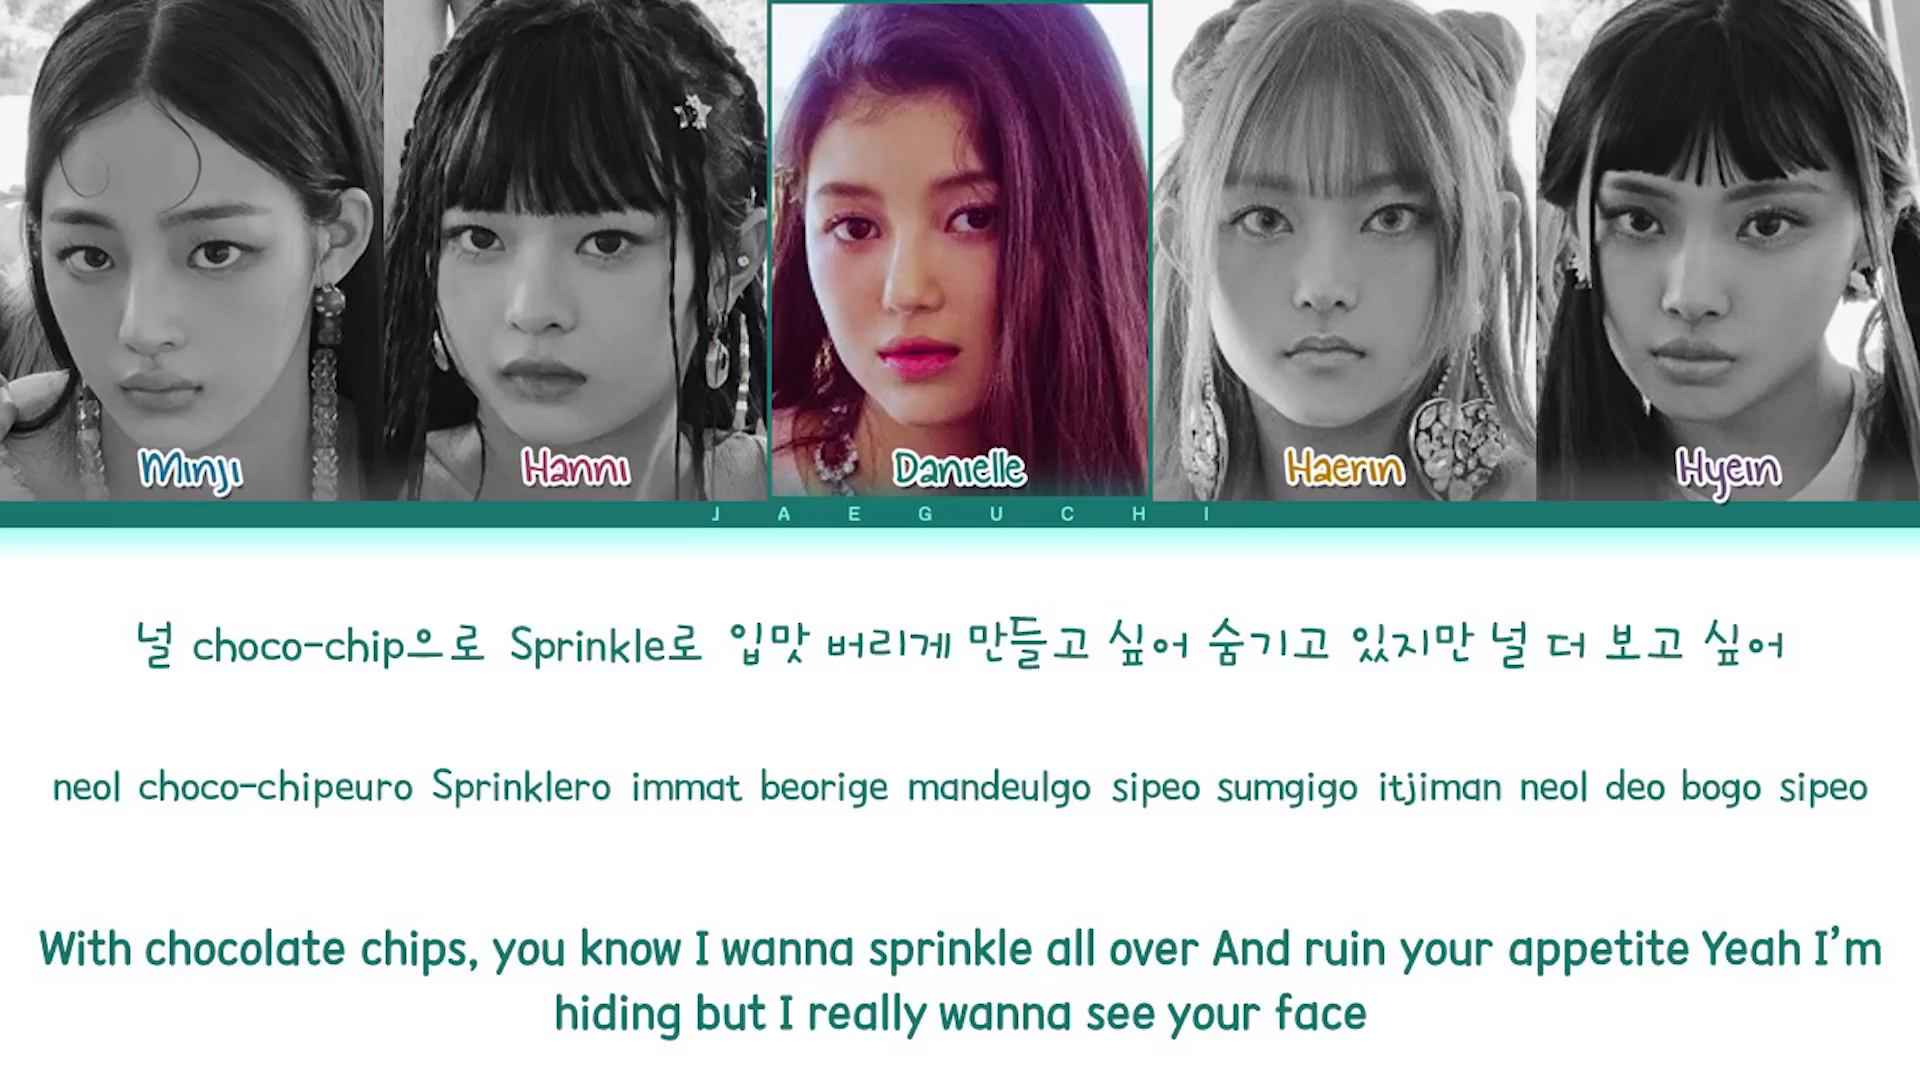 Minji Hanni Danielle Haerin Hyein
JAEGUCHI
널 choco-chip으로 Sprinkle로 입맛 버리게 만들고 싶어 숨기고 있지만 널 더 보고 싶어
neol choco-chipeuro Sprinklero immat beorige mandeulgo sipeo sumgigo itjiman neol deo bogo sipeo
With chocolate chips, you know I wanna sprinkle all over And ruin your appetite Yeah I’m
hiding but I really wanna see your face